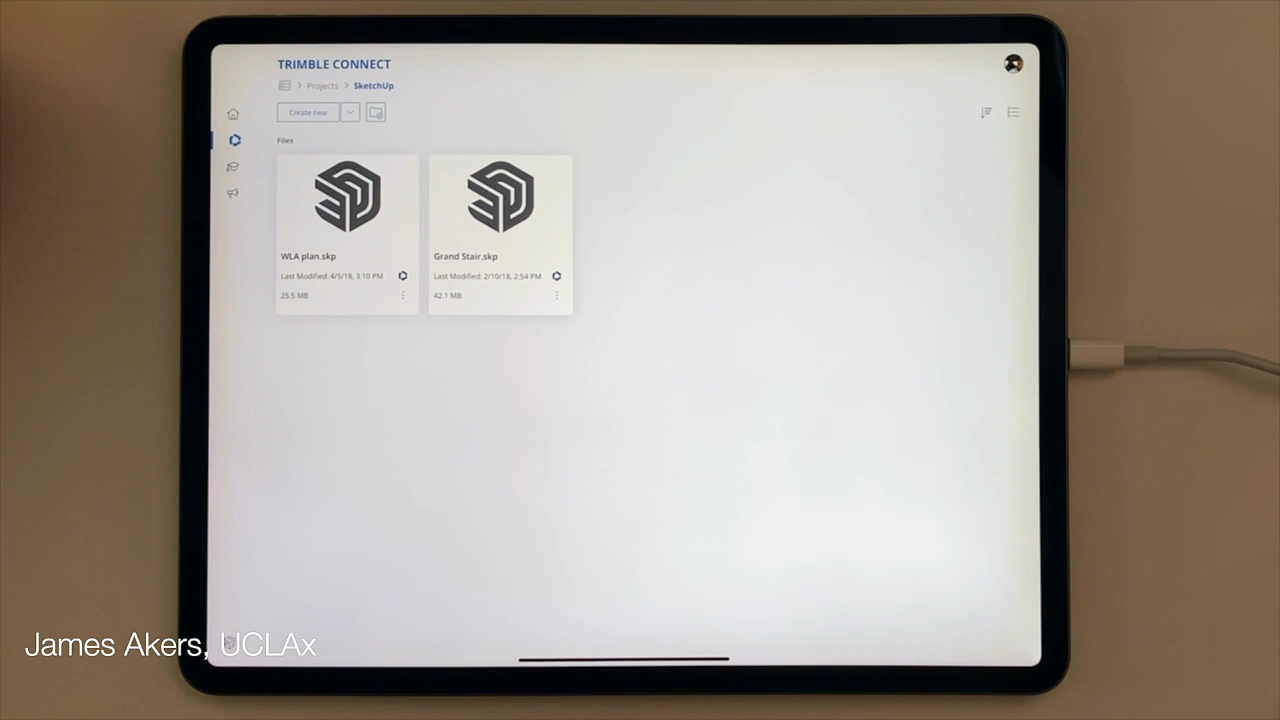 TRIMBLE CONNECT
Projects SketchUp
Create new
Files
WLA plan.skp
Last Modified: 4/5/18, 3:10 PM
25.5 MB
Grand Stair.skp
Last Modified: 2/10/18, 2:54 PM
42.1 MB
James Akers, UCLAx